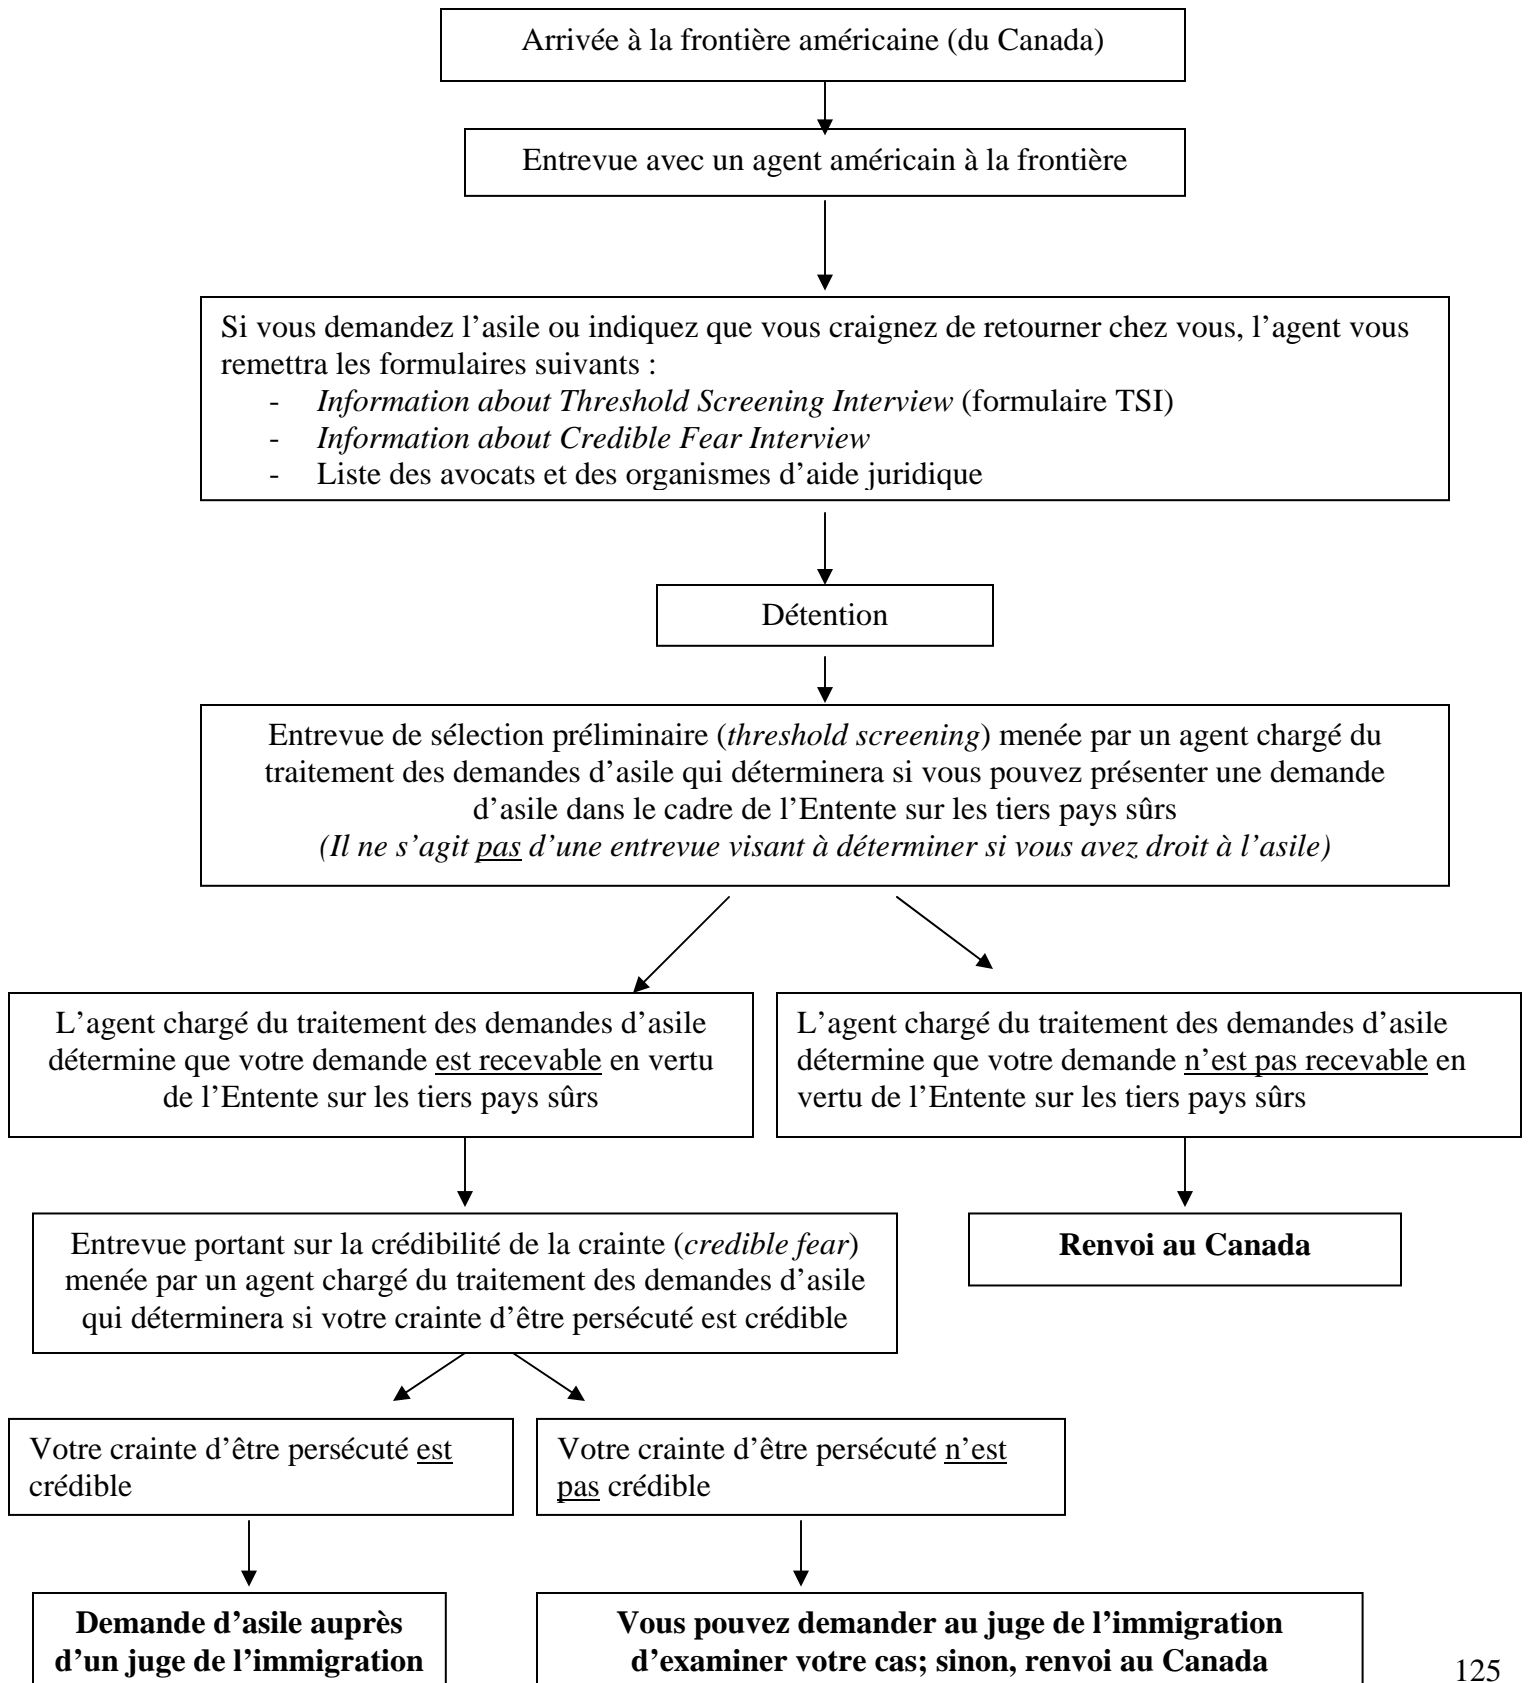 Arrivée à la frontière américaine (du Canada)
Entrevue avec un agent américain à la frontière
Si vous demandez l’asile ou indiquez que vous craignez de retourner chez vous, l’agent vous
remettra les formulaires suivants :
- Information about Threshold Screening Interview (formulaire TSI)
- Information about Credible Fear Interview
- Liste des avocats et des organismes d’aide juridique
Détention
Entrevue de sélection préliminaire (threshold screening) menée par un agent chargé du
traitement des demandes d’asile qui déterminera si vous pouvez présenter une demande
d’asile dans le cadre de l’Entente sur les tiers pays sûrs
(Il ne s’agit pas d’une entrevue visant à déterminer si vous avez droit à l’asile)
L’agent chargé du traitement des demandes d’asile
détermine que votre demande est recevable en vertu
de l’Entente sur les tiers pays sûrs
L’agent chargé du traitement des demandes d’asile
détermine que votre demande n’est pas recevable en
vertu de l’Entente sur les tiers pays sûrs
Entrevue portant sur la crédibilité de la crainte (credible fear)
menée par un agent chargé du traitement des demandes d’asile
qui déterminera si votre crainte d’être persécuté est crédible
Renvoi au Canada
Votre crainte d’être persécuté est
crédible
Votre crainte d’être persécuté n’est
pas crédible
Demande d’asile auprès
d’un juge de l’immigration
Vous pouvez demander au juge de l’immigration
d’examiner votre cas; sinon, renvoi au Canada
125